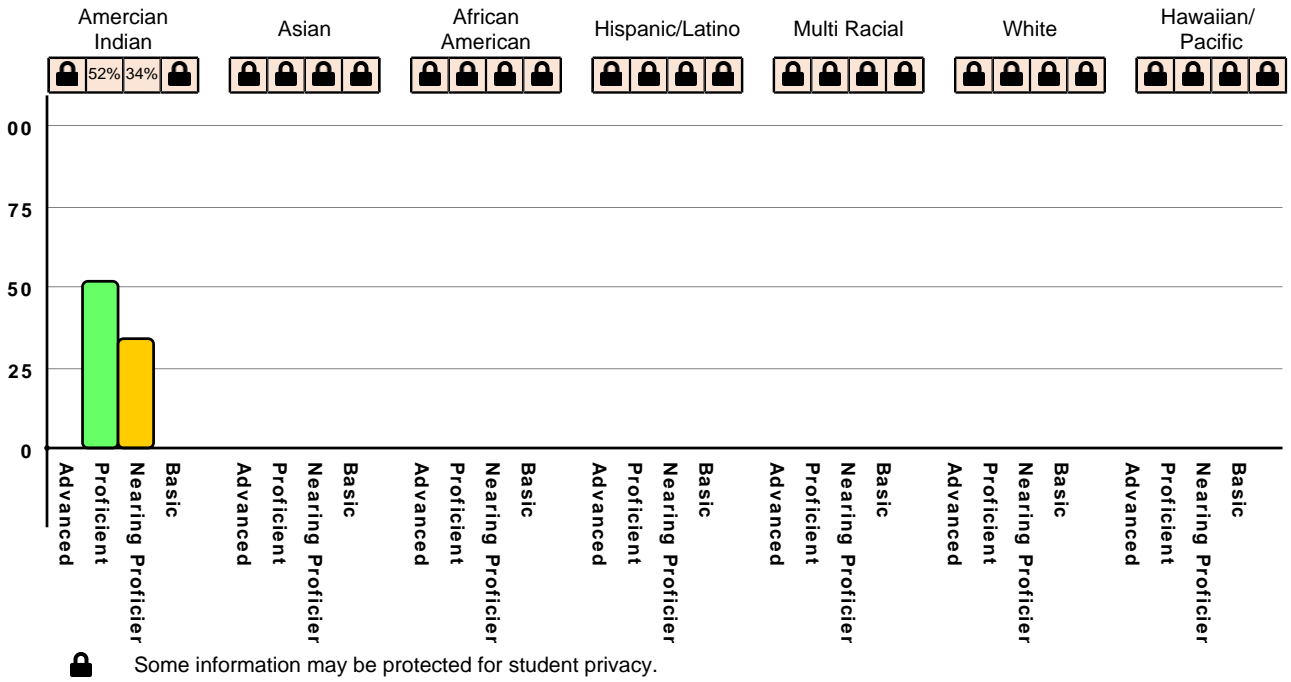 Amercian
Indian
Asian
African
American
Hispanic/Latino
Multi Racial
White
Hawaiian/
Pacific
52% 34%
00
75
50
25
0
Advanced
Proficient
Nearing Proficier
Basic
Advanced
Proficient
Nearing Proficier
Basic
Advanced
Proficient
Nearing Proficier
Basic
Advanced
Proficient
Nearing Proficier
Basic
Advanced
Proficient
Nearing Proficier
Basic
Advanced
Proficient
Nearing Proficier
Basic
Advanced
Proficient
Nearing Proficier
Basic
Some information may be protected for student privacy.